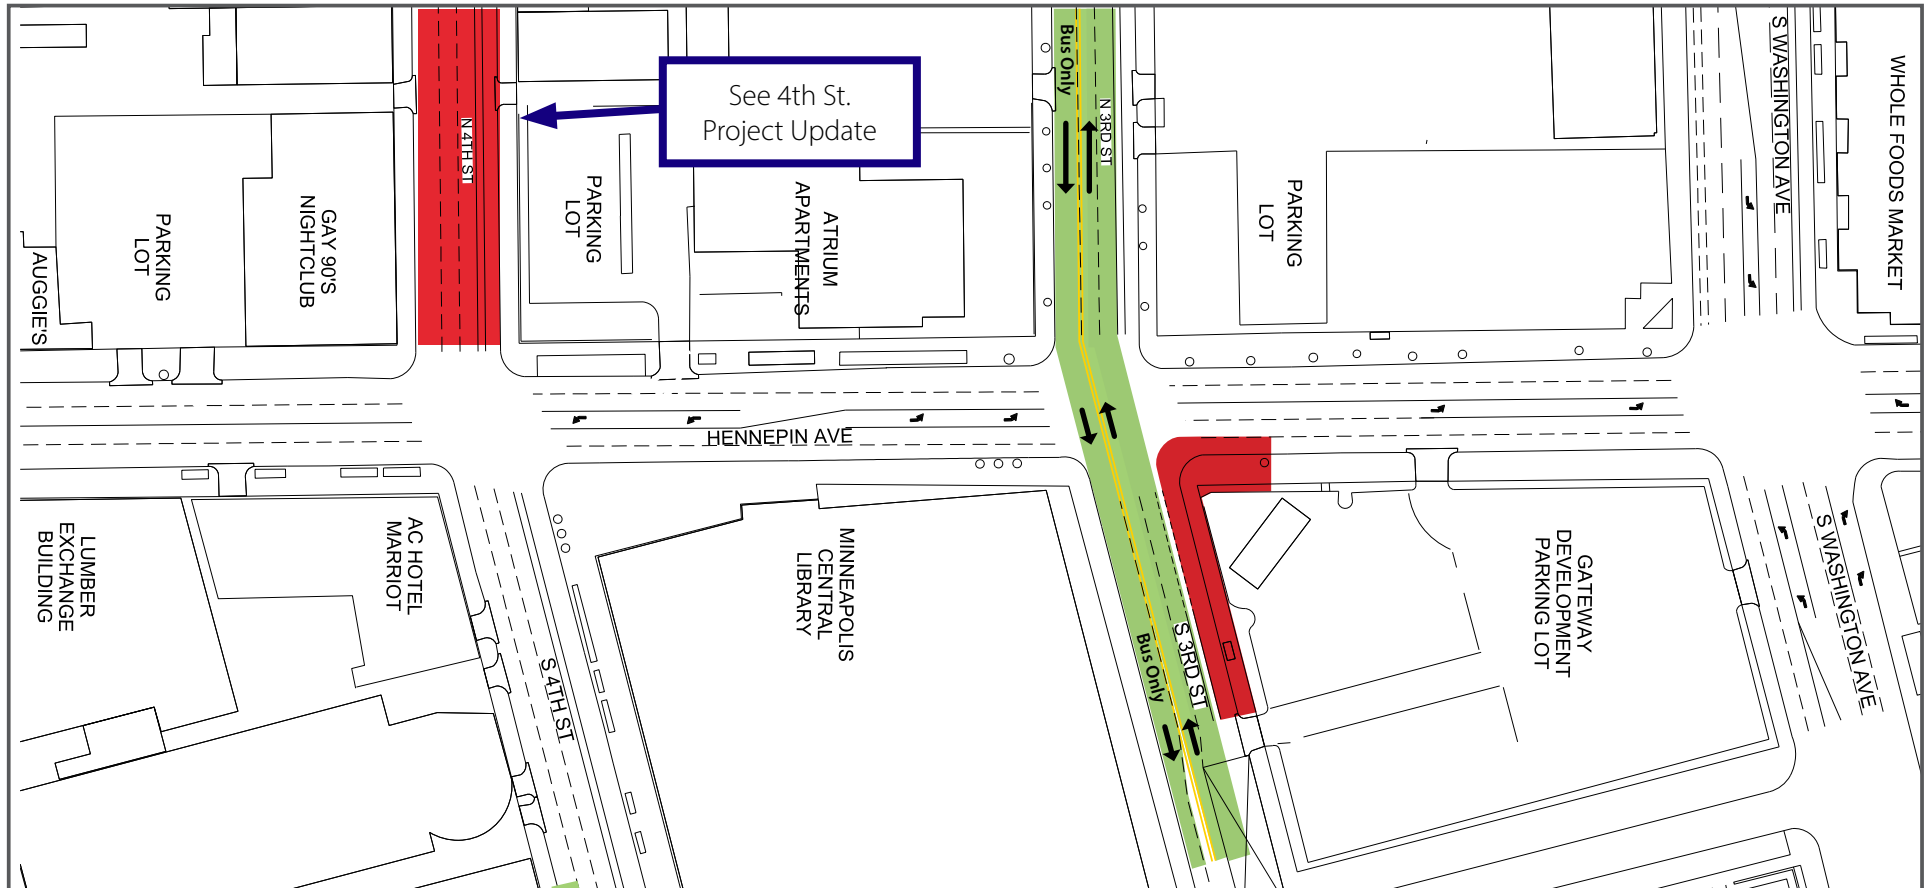 Bus Only
S WASHINGTON AVE
WHOLE FOODS MARKET
See 4th St.
Project Update
N 4TH ST
N 3RD ST
AUGGIE'S
PARKING
LOT
GAY 90'S
NIGHTCLUB
PARKING
LOT
ATRIUM
APARTMENTS
PARKING
LOT
HENNEPIN AVE
LUMBER
EXCHANGE
BUILDING
AC HOTEL
MARRIOT
S 4TH ST
MINNEAPOLIS
CENTRAL
LIBRARY
Bus Only
S 3RD ST
GATEWAY
DEVELOPMENT
PARKING LOT
S WASHINGTON AVE